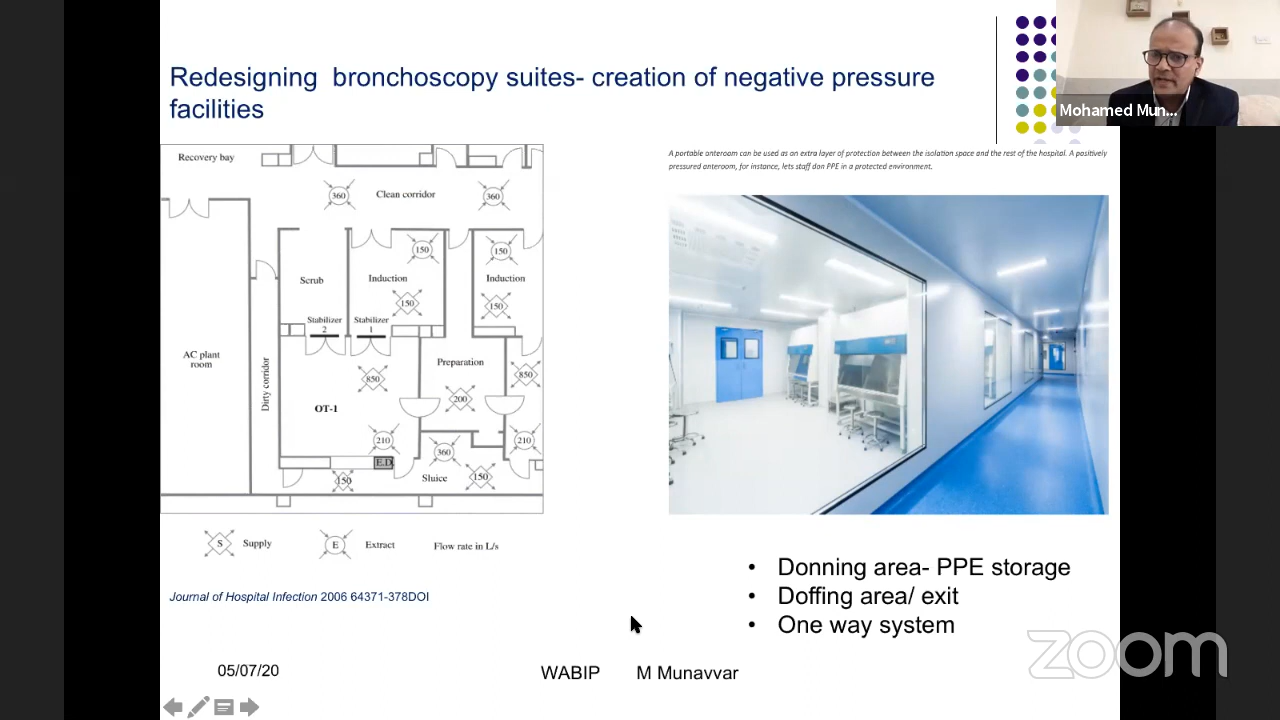 Redesigning bronchoscopy suites- creation of negative pressure
facilities
Mohamed Mun...
A portable anteroom can be used as an extra layer of protection between the isolation space and the rest of the hospital. A positively
pressured anteroom, for instance, lets staff don PPE in a protected environment.
Recovery bay
360
Clean corridor
360
150
150
Scrub
Induction
Induction
150
150
Stabilizer
2
Stabilizer
1
AC plant
room
Dirty corridor
Preparation
850
850
200
OT-1
210
210
E.D.
360
150
Sluice
150
S Supply E Extract Flow rate in L/s
Journal of Hospital Infection 2006 64371-378DOI
• Donning area- PPE storage
• Doffing area/ exit
• One way system
05/07/20 WABIP M Munavvar
zoom